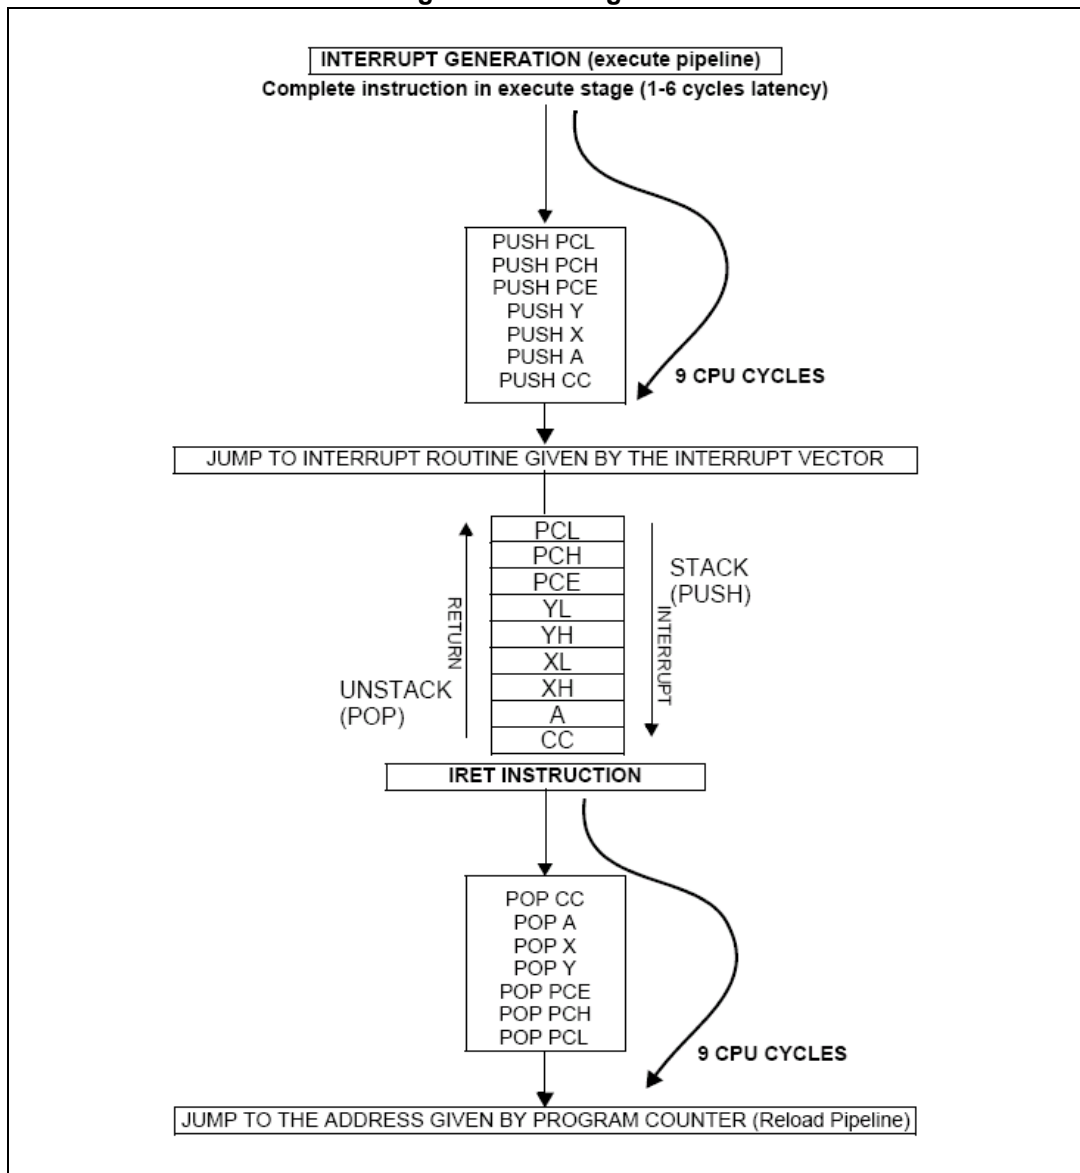 INTERRUPT GENERATION (execute pipeline)
Complete instruction in execute stage (1-6 cycles latency)
PUSH PCL
PUSH PCH
PUSH PCE
PUSH Y
PUSH X
PUSH A
PUSH CC
9 CPU CYCLES
JUMP TO INTERRUPT ROUTINE GIVEN BY THE INTERRUPT VECTOR
PCL
PCH
PCE
YL
YH
XL
XH
A
CC
RETURN
UNSTACK
(POP)
INTERRUPT
STACK
(PUSH)
IRET INSTRUCTION
POP CC
POP A
POP X
POP Y
POP PCE
POP PCH
POP PCL
9 CPU CYCLES
JUMP TO THE ADDRESS GIVEN BY PROGRAM COUNTER (Reload Pipeline)